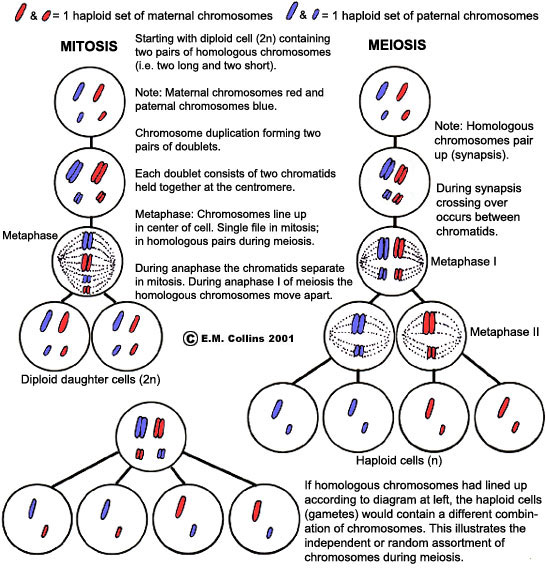 & = 1 haploid set of maternal chromosomes & = 1 haploid set of paternal chromosomes
MITOSIS
Starting with diploid cell (2n) containing
two pairs of homologous chromosomes
(i.e. two long and two short).
Note: Maternal chromosomes red and
paternal chromosomes blue.
Chromosome duplication forming two
pairs of doublets.
Each doublet consists of two chromatids
held together at the centromere.
Metaphase: Chromosomes line up
in center of cell. Single file in mitosis;
in homologous pairs during meiosis.
During anaphase the chromatids separate
in mitosis. During anaphase I of meiosis the
homologous chromosomes move apart.
© E.M. Collins 2001
Metaphase
Diploid daughter cells (2n)
MEIOSIS
Note: Homologous
chromosomes pair
up (synapsis).
During synapsis
crossing over
occurs between
chromatids.
Metaphase I
Metaphase II
Haploid cells (n)
If homologous chromosomes had lined up
according to diagram at left, the haploid cells
(gametes) would contain a different combin-
ation of chromosomes. This illustrates the
independent or random assortment of
chromosomes during meiosis.